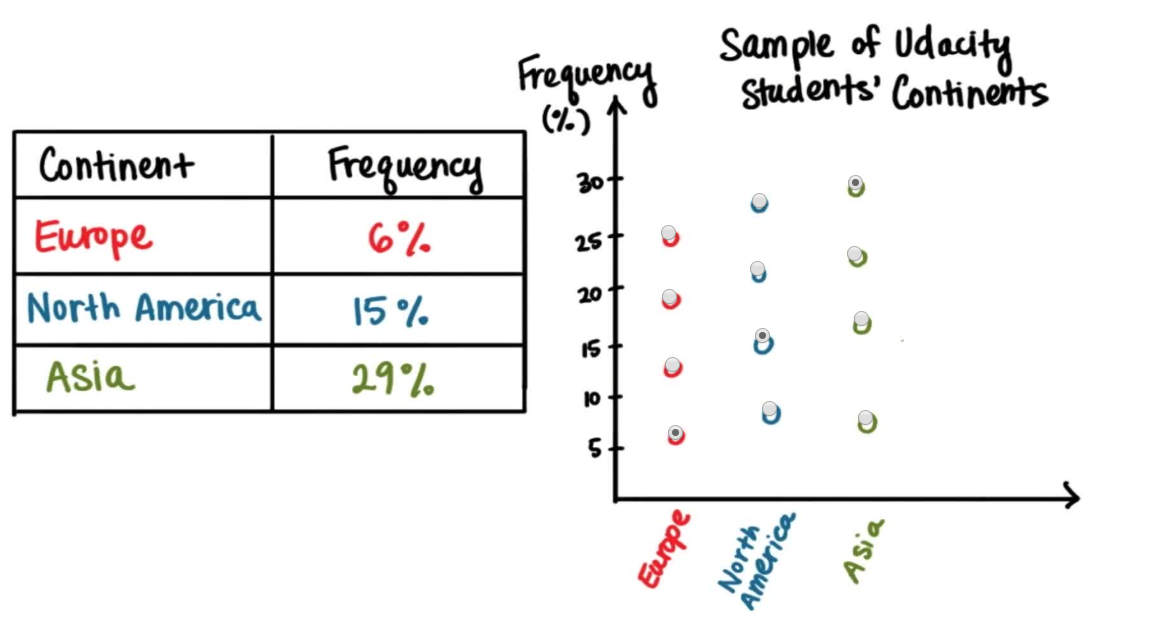 Sample of Udacity
Students' Continents
Frequency
(%)
Continent Frequency
Europe 6%
North America 15%
Asia 29%
30
25
20
15
10
5
Europe
North
America
Asia